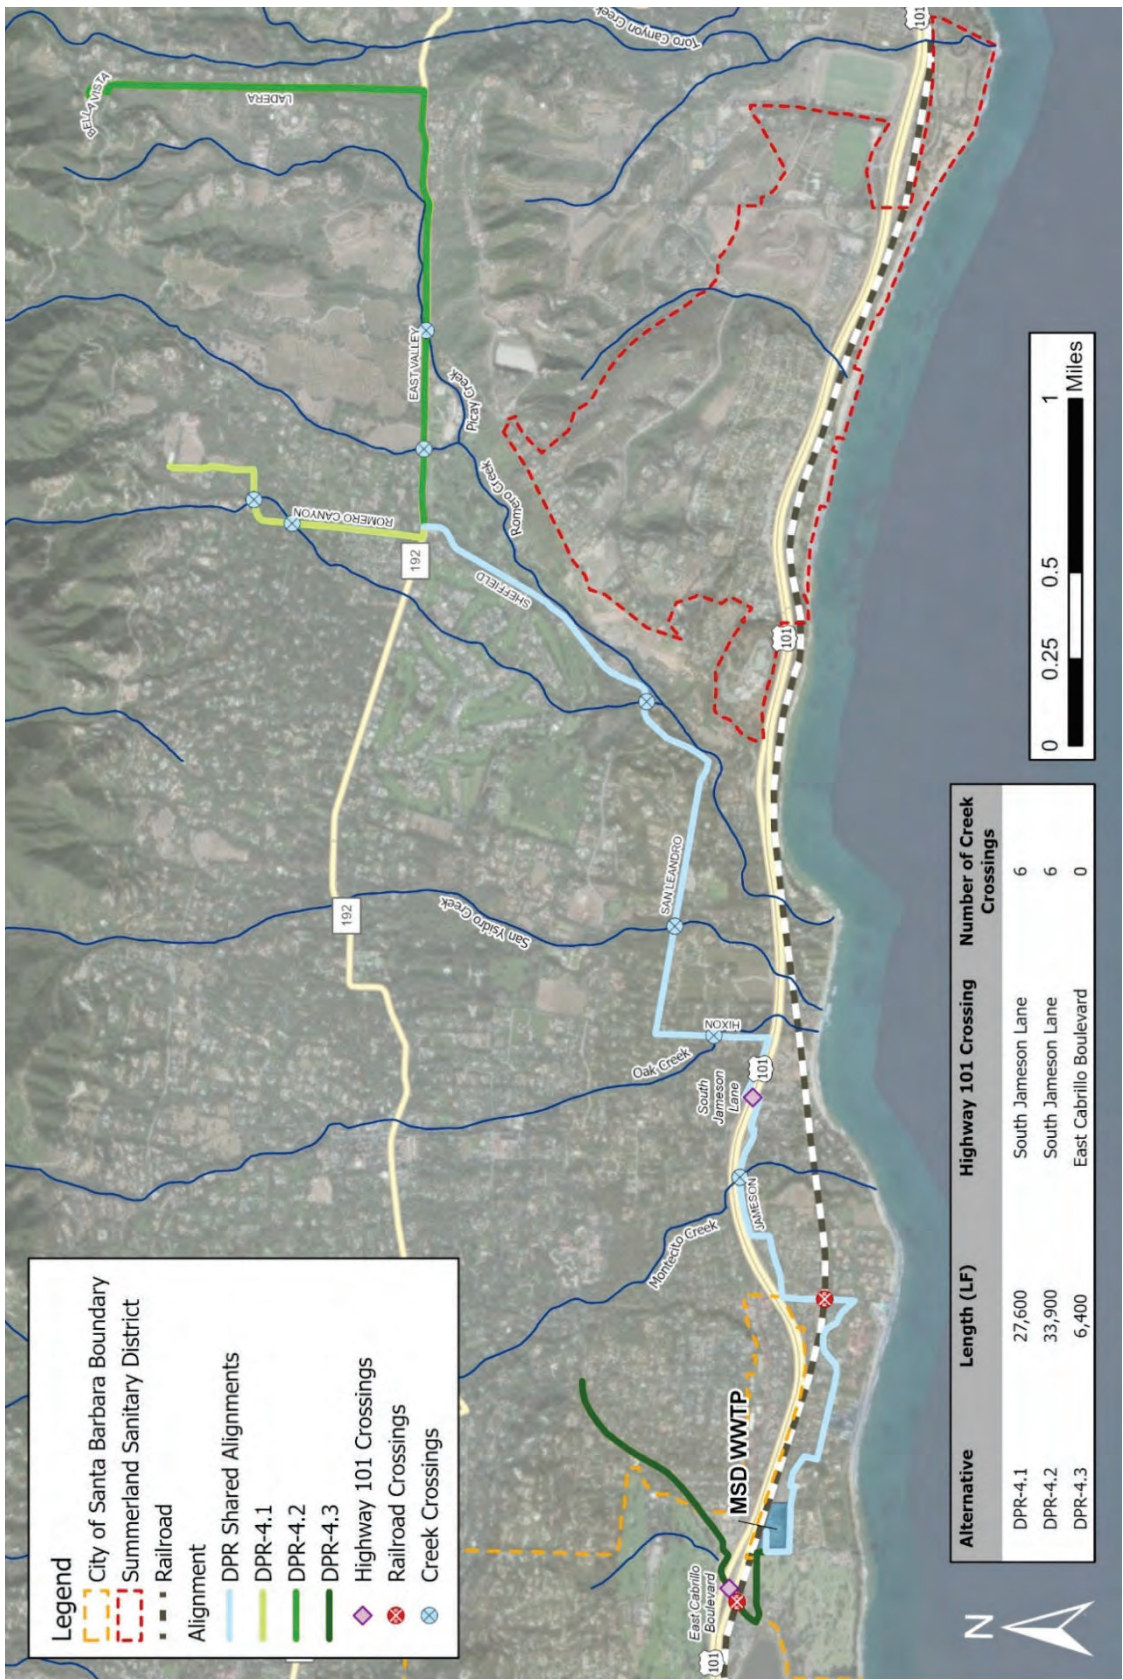 Legend
City of Santa Barbara Boundary
Summerland Sanitary District
Railroad
Alignment
DPR Shared Alignments
DPR-4.1
DPR-4.2
DPR-4.3
Highway 101 Crossings
Railroad Crossings
Creek Crossings
192
192
101
101
101
101
BELLA VISTA
LADERA
Toro Canyon Creek
EAST VALLEY
Picay Creek
Romero Creek
ROMERO CANYON
SHEFFIELD
San Ysidro Creek
SAN LEANDRO
HIXON
Oak Creek
South
Jameson
Lane
JAMESON
Montecito Creek
MSD WWTP
East Cabrillo
Boulevard
N
Alternative Length (LF) Highway 101 Crossing Number of Creek
Crossings
DPR-4.1 27,600 South Jameson Lane 6
DPR-4.2 33,900 South Jameson Lane 6
DPR-4.3 6,400 East Cabrillo Boulevard 0
0 0.25 0.5 1
Miles